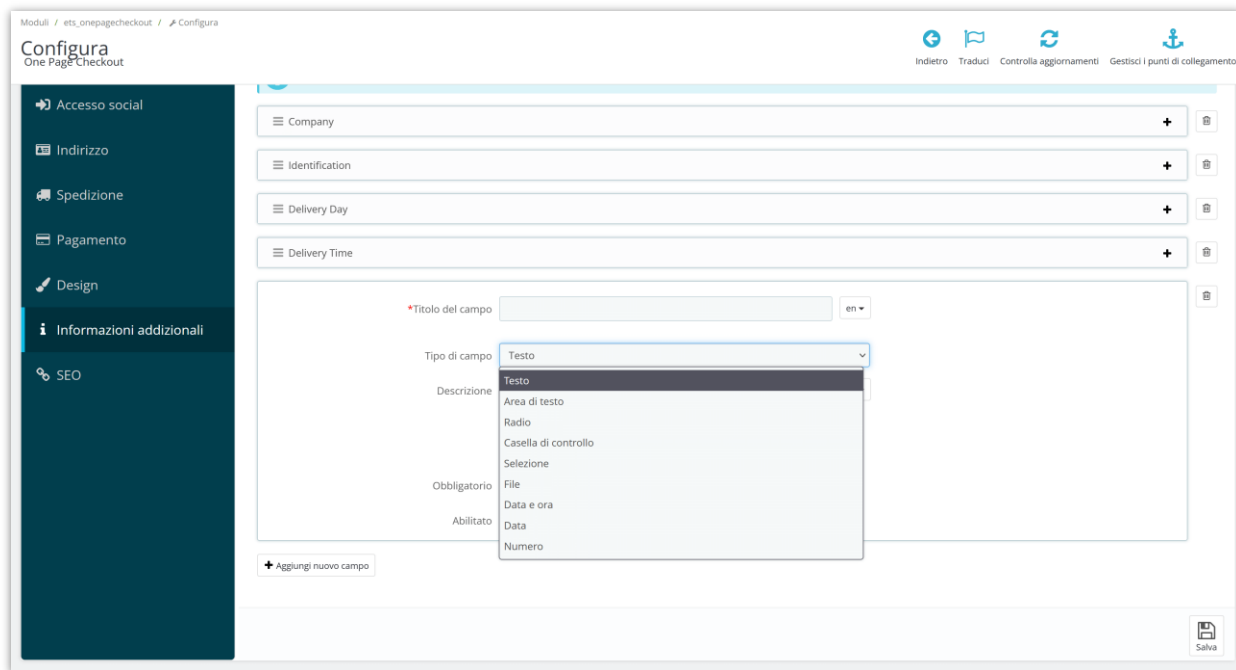 Moduli / ets_onepagecheckout / Configura
Configura
One Page Checkout
Indietro
Traduci
Controlla aggiornamenti
Gestisci i punti di collegamento
Accesso social
Indirizzo
Spedizione
Pagamento
Design
Informazioni addizionali
SEO
Company
Identification
Delivery Day
Delivery Time
*Titolo del campo
en
Tipo di campo
Testo
Descrizione
Testo
Area di testo
Radio
Casella di controllo
Selezione
File
Data e ora
Data
Numero
Obbligatorio
Abilitato
Aggiungi nuovo campo
Salva